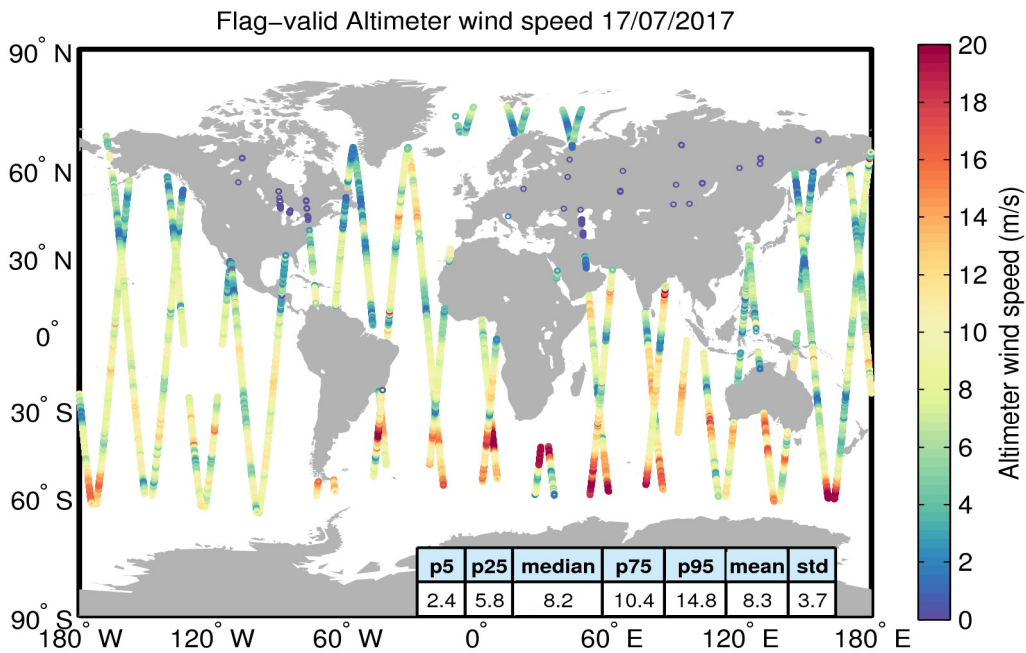 Flag−valid Altimeter wind speed 17/07/2017
90° N
60° N
30° N
0°
30° S
60° S
90° S
180° W
120° W
60° W
0°
60° E
120° E
180° E
p5 p25 median p75 p95 mean std
2.4 5.8 8.2 10.4 14.8 8.3 3.7
20
18
16
14
12
10
8
6
4
2
0
Altimeter wind speed (m/s)